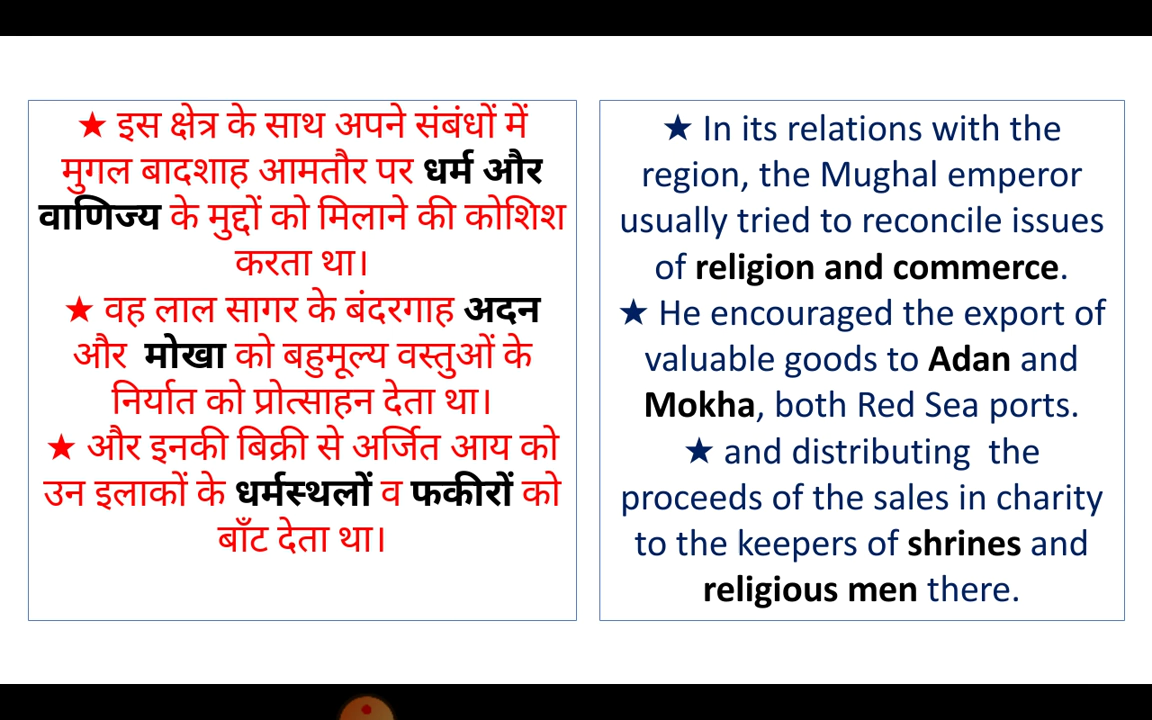 ★ इस क्षेत्र के साथ अपने संबंधों में
मुगल बादशाह आमतौर पर धर्म और
वाणिज्य के मुद्दों को मिलाने की कोशिश
करता था।
★ वह लाल सागर के बंदरगाह अदन
और मोखा को बहुमूल्य वस्तुओं के
निर्यात को प्रोत्साहन देता था।
★ और इनकी बिक्री से अर्जित आय को
उन इलाकों के धर्मस्थलों व फकीरों को
बाँट देता था।
★ In its relations with the
region, the Mughal emperor
usually tried to reconcile issues
of religion and commerce.
★ He encouraged the export of
valuable goods to Adan and
Mokha, both Red Sea ports.
★ and distributing the
proceeds of the sales in charity
to the keepers of shrines and
religious men there.